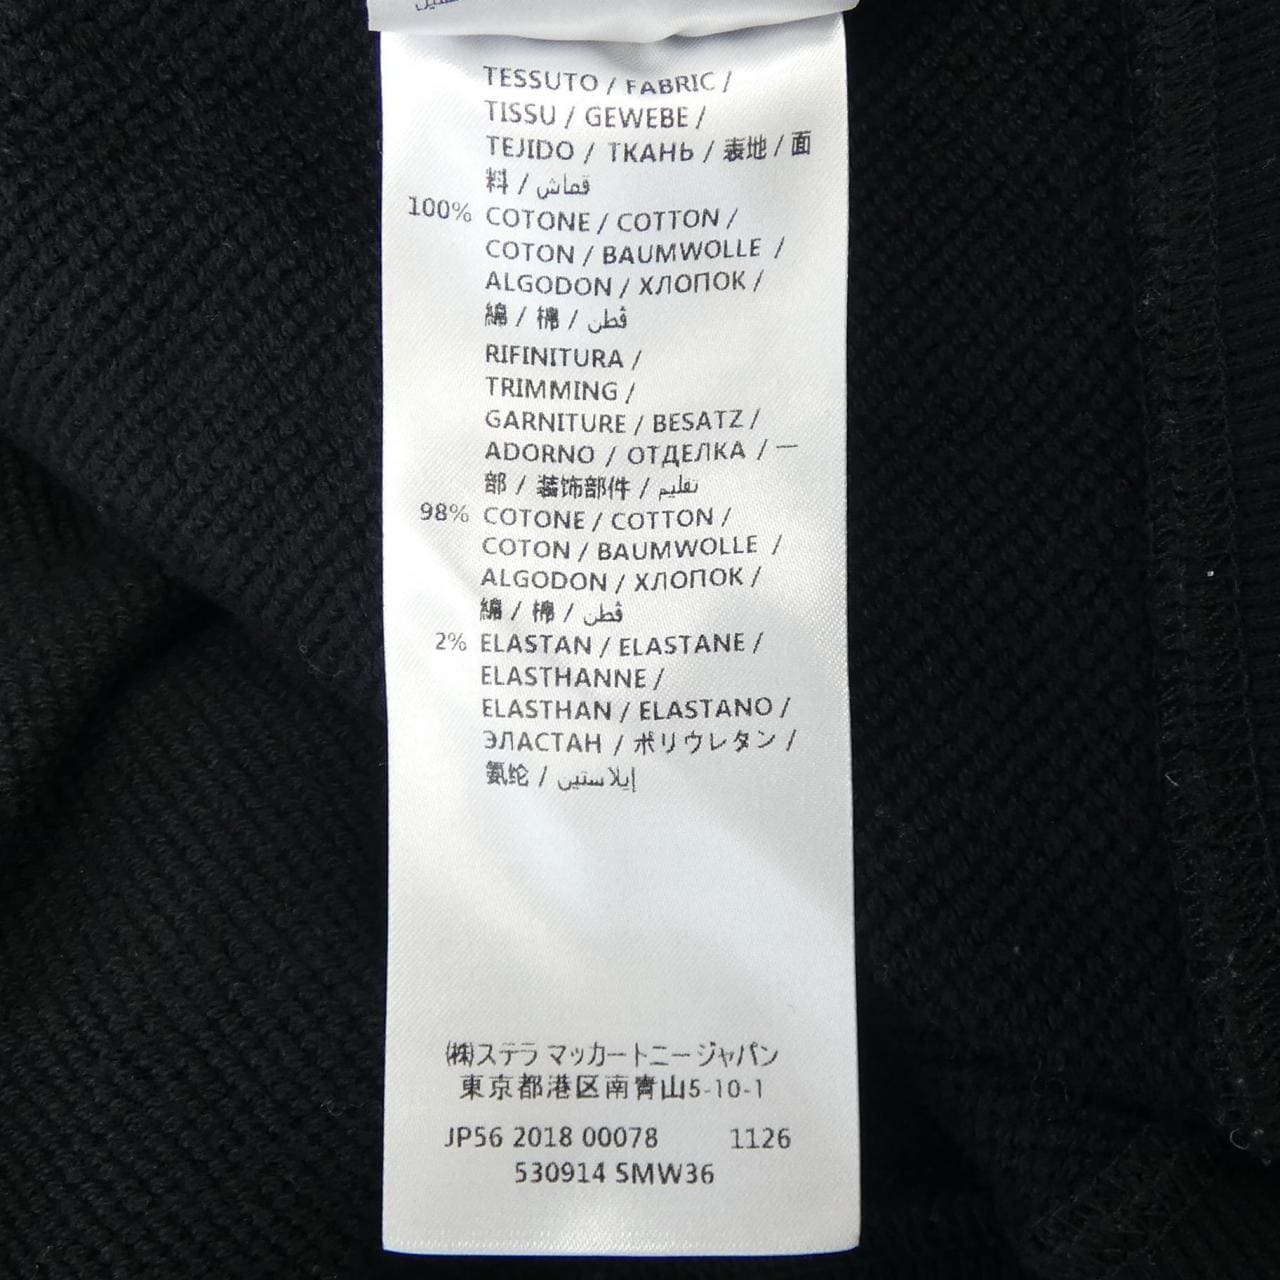 TESSUTO / FABRIC /
TISSU / GEWEBE /
TEJIDO / ТКАНЬ / 表地 / 面
料 / قماش
100% COTONE / COTTON /
COTON / BAUMWOLLE /
ALGODON / ХЛОПОК /
綿 / 棉 / قطن
RIFINITURA /
TRIMMING /
GARNITURE / BESATZ /
ADORNO / ОТДЕЛКА / 一
部 / 装饰部件 / تقليم
98% COTONE / COTTON /
COTON / BAUMWOLLE /
ALGODON / ХЛОПОК /
綿 / 棉 / قطن
2% ELASTAN / ELASTANE /
ELASTHANNE /
ELASTHAN / ELASTANO /
ЭЛАСТАН / ポリウレタン /
氨纶 / إيلاستين
㈱ステラ マッカートニー ジャパン
東京都港区南青山5-10-1
JP56 2018 00078 1126
530914 SMW36